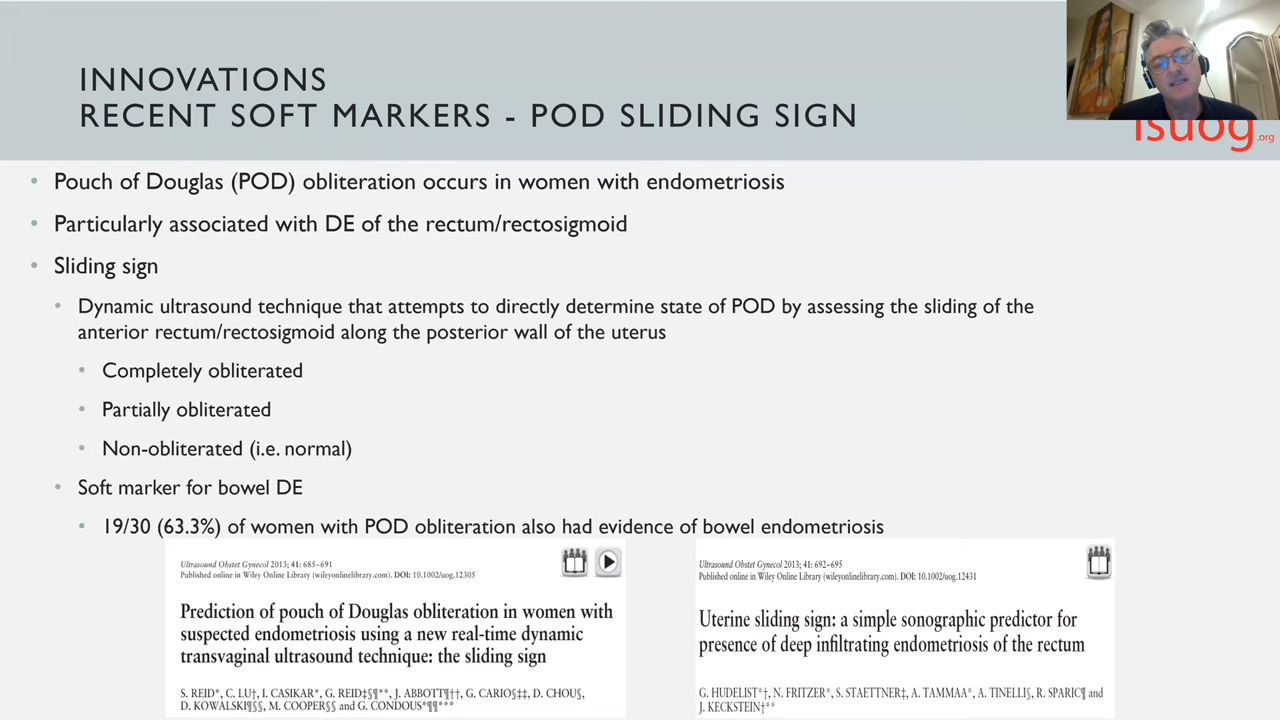 INNOVATIONS
RECENT SOFT MARKERS - POD SLIDING SIGN
isuog.org
• Pouch of Douglas (POD) obliteration occurs in women with endometriosis
• Particularly associated with DE of the rectum/rectosigmoid
• Sliding sign
• Dynamic ultrasound technique that attempts to directly determine state of POD by assessing the sliding of the
anterior rectum/rectosigmoid along the posterior wall of the uterus
• Completely obliterated
• Partially obliterated
• Non-obliterated (i.e. normal)
• Soft marker for bowel DE
• 19/30 (63.3%) of women with POD obliteration also had evidence of bowel endometriosis
Ultrasound Obstet Gynecol 2013; 41: 685–691
Published online in Wiley Online Library (wileyonlinelibrary.com). DOI: 10.1002/uog.12305
Prediction of pouch of Douglas obliteration in women with
suspected endometriosis using a new real-time dynamic
transvaginal ultrasound technique: the sliding sign
S. REID*, C. LU†, I. CASIKAR*, G. REID‡§¶**, J. ABBOTT¶††, G. CARIO§‡‡, D. CHOU§,
D. KOWALSKI¶§§, M. COOPER§§ and G. CONDOUS*¶¶***
Ultrasound Obstet Gynecol 2013; 41: 692–695
Published online in Wiley Online Library (wileyonlinelibrary.com). DOI: 10.1002/uog.12431
Uterine sliding sign: a simple sonographic predictor for
presence of deep infiltrating endometriosis of the rectum
G. HUDELIST*†, N. FRITZER*, S. STAETTNER‡, A. TAMMAA*, A. TINELLI§, R. SPARIC¶ and
J. KECKSTEIN†**